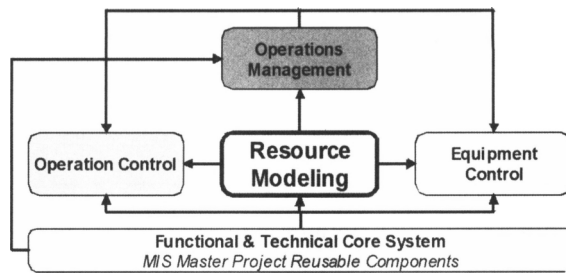 Operations
Management
Operation Control
Resource
Modeling
Equipment
Control
Functional & Technical Core System
MIS Master Project Reusable Components